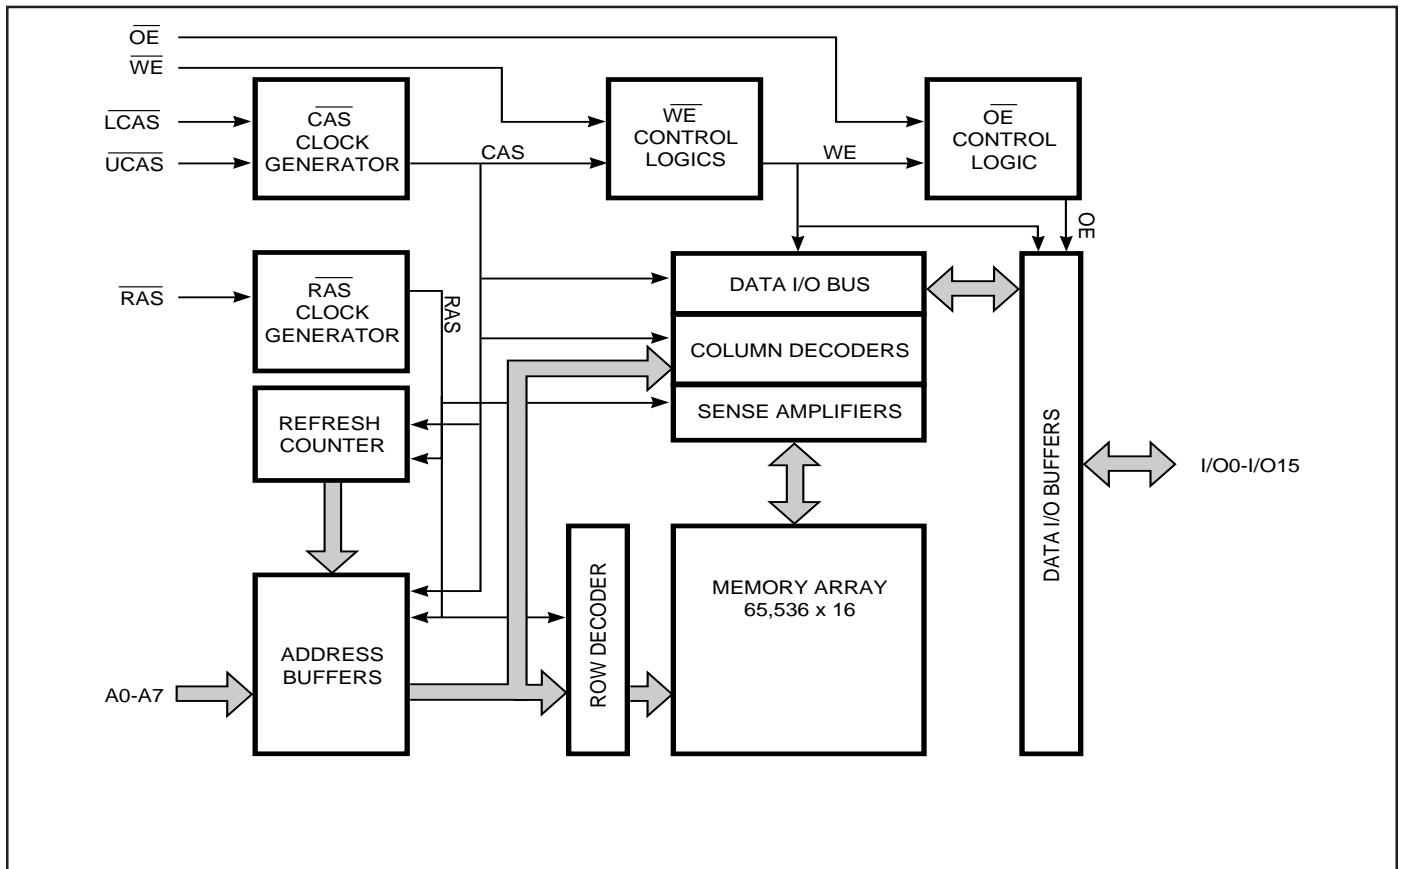 OE
WE
LCAS
UCAS
CAS
CLOCK
GENERATOR
CAS
WE
CONTROL
LOGICS
WE
OE
CONTROL
LOGIC
OE
RAS
RAS
CLOCK
GENERATOR
RAS
DATA I/O BUS
COLUMN DECODERS
SENSE AMPLIFIERS
REFRESH
COUNTER
DATA I/O BUFFERS
I/O0-I/O15
ADDRESS
BUFFERS
A0-A7
ROW DECODER
MEMORY ARRAY
65,536 x 16